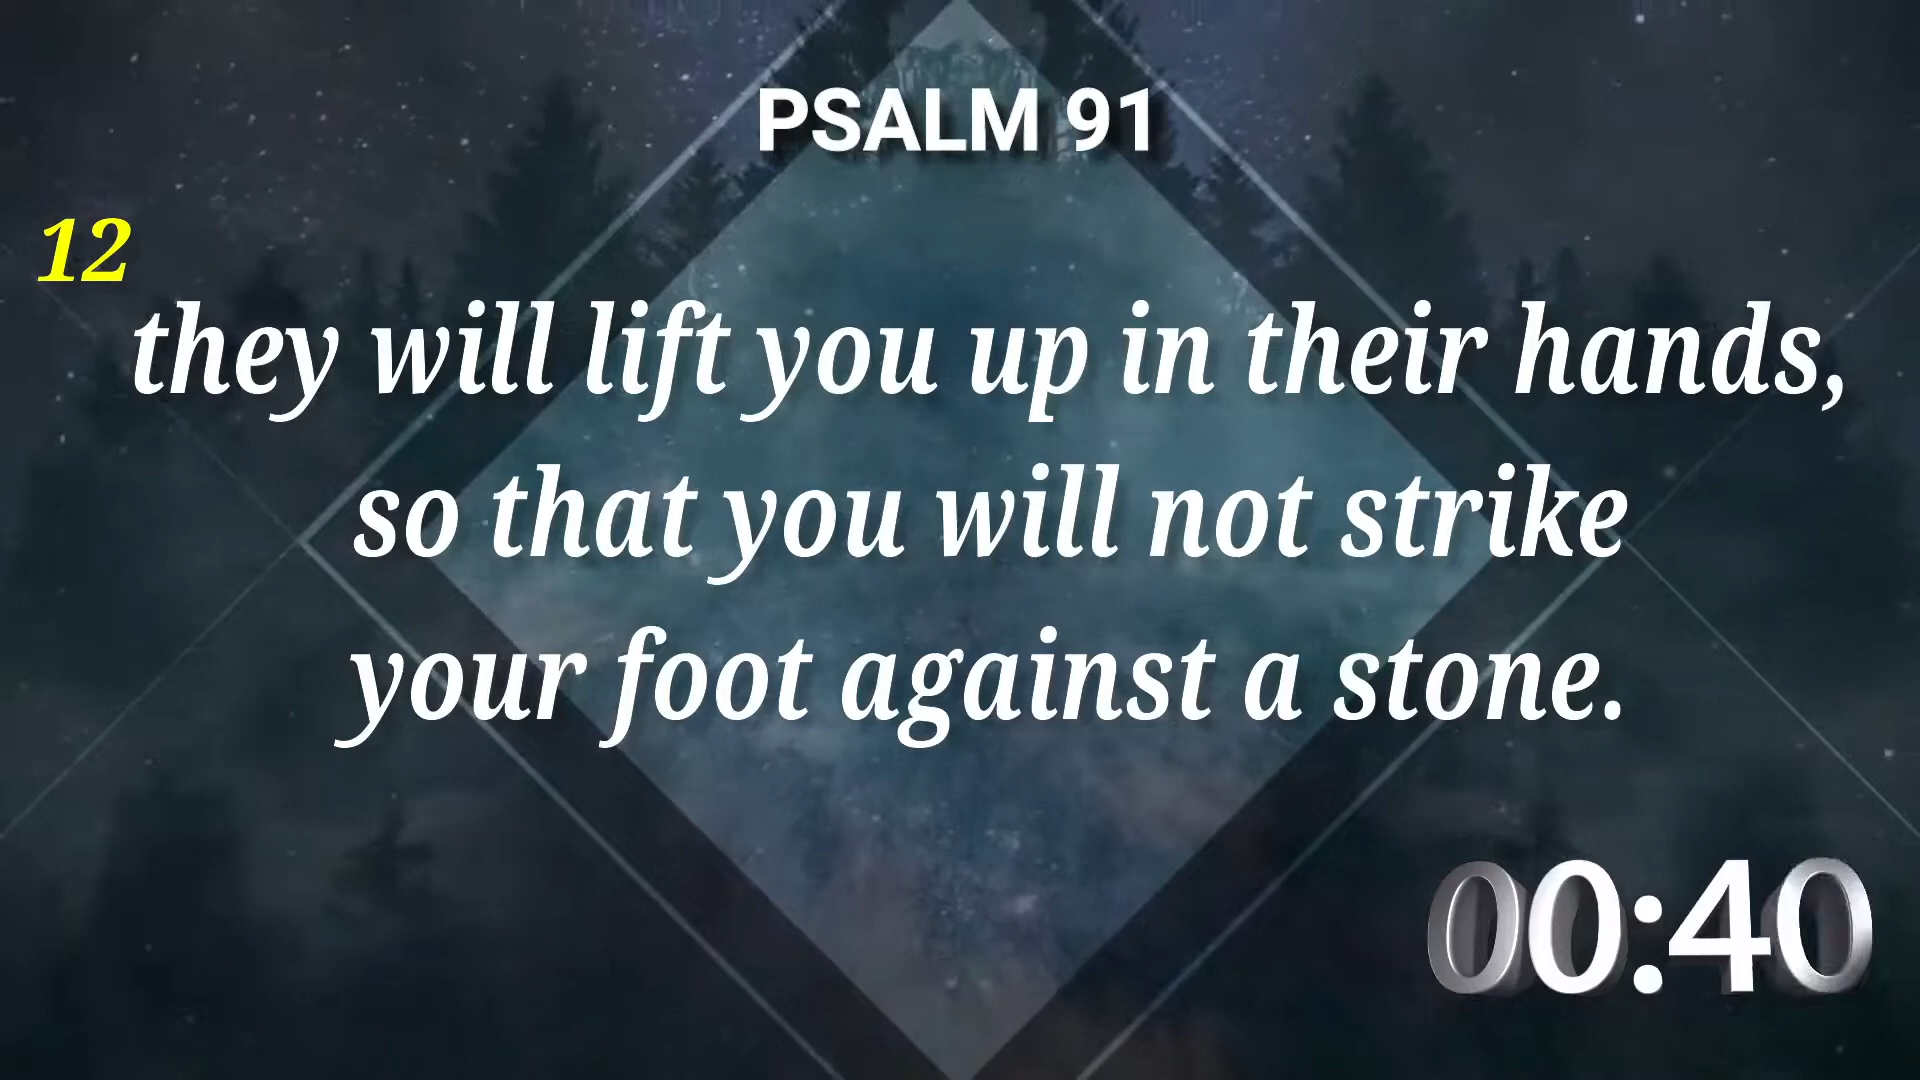 PSALM 91
12
they will lift you up in their hands,
so that you will not strike
your foot against a stone.
00:40